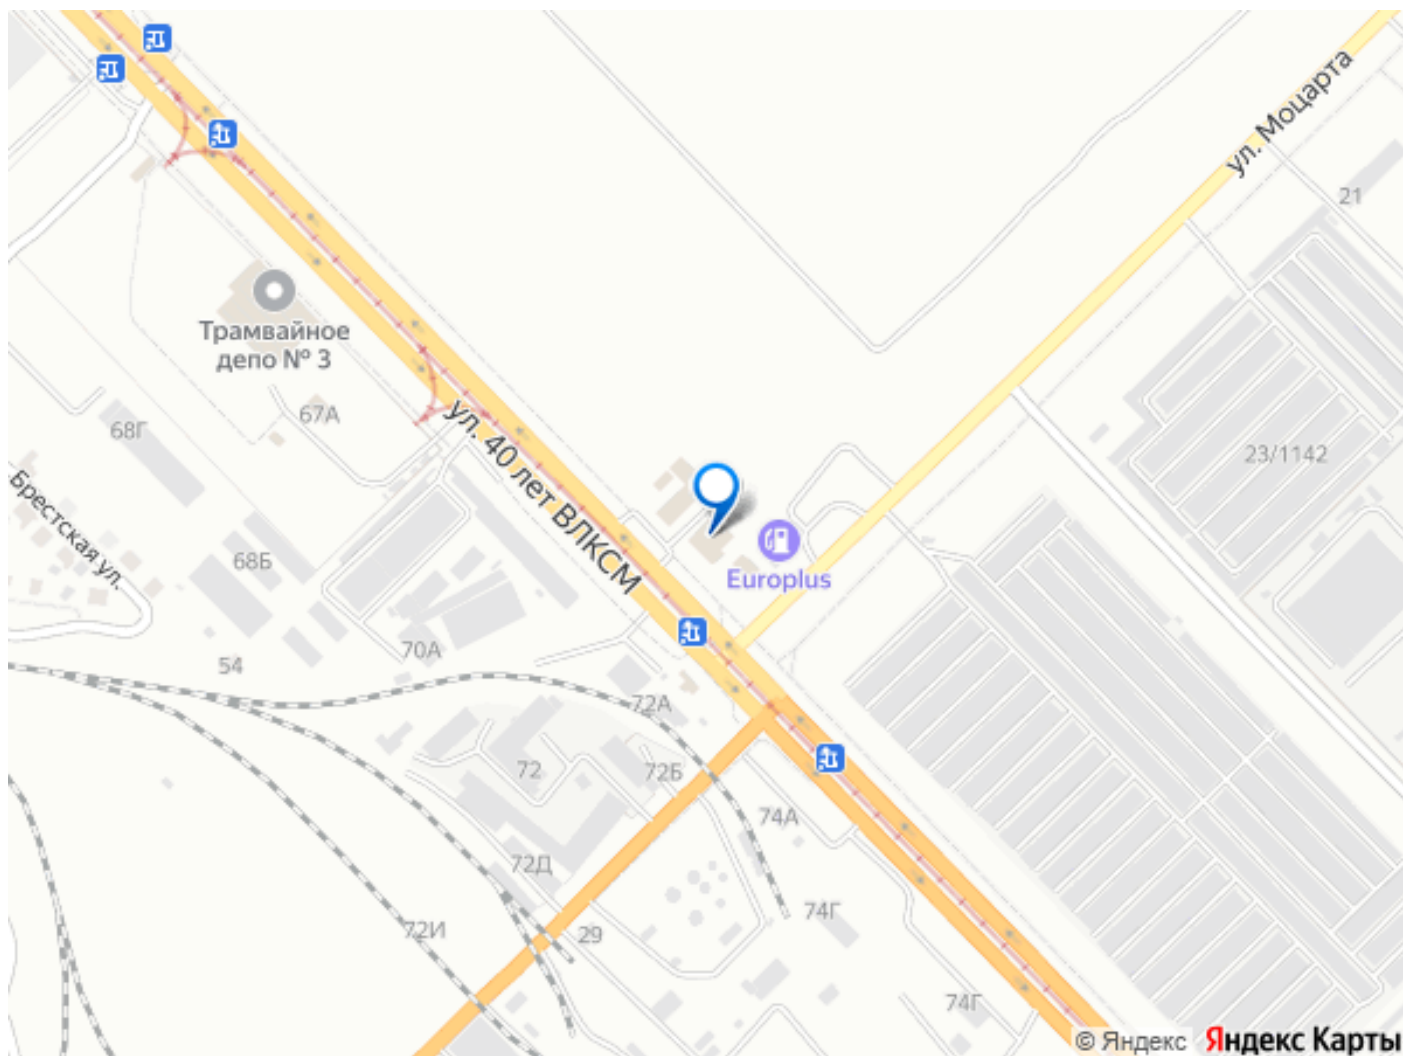 ул. Моцарта
21
Трамвайное
депо № 3
67А
68Г
ул. 40 лет ВЛКСМ
23/1142
Брестская ул.
68Б
Europlus
70А
54
72А
72
72Б
74А
72Д
74Г
72И
29
74Г
© Яндекс Яндекс Карты